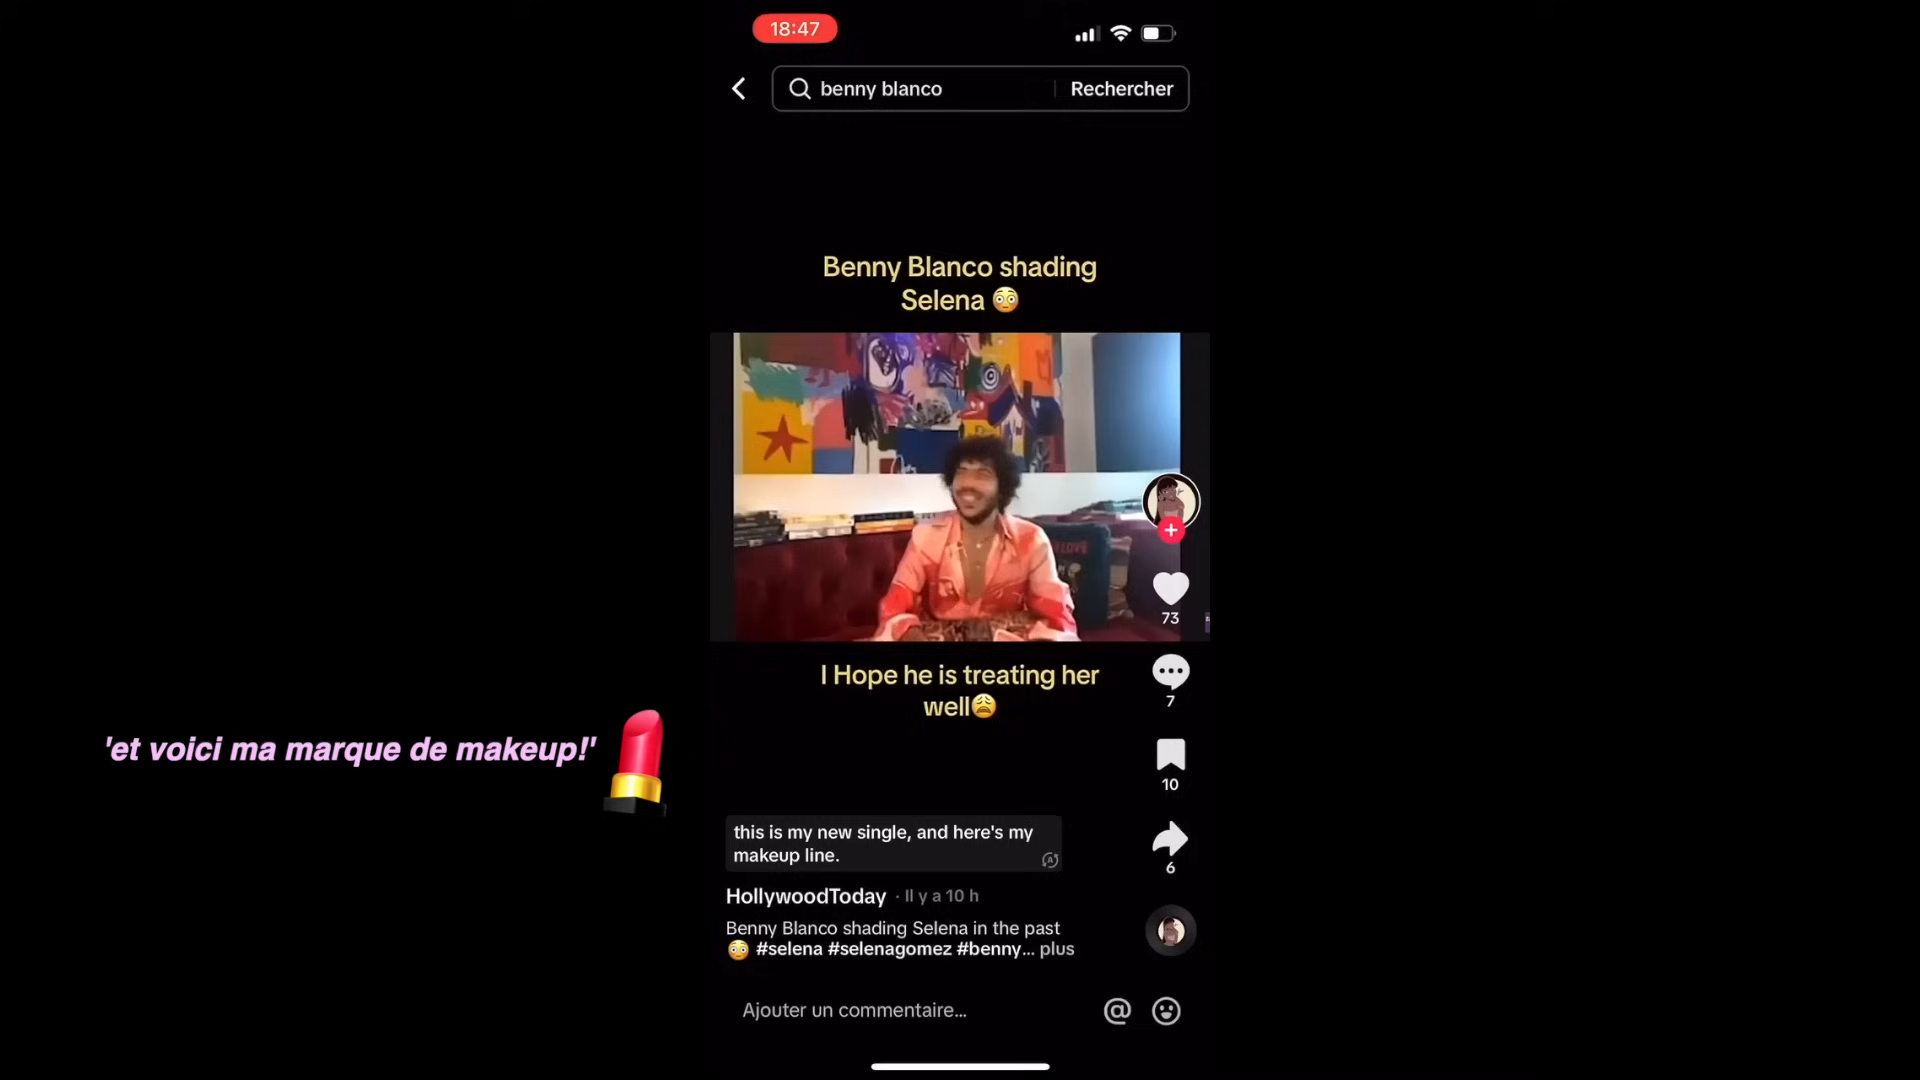 18:47
benny blanco
Rechercher
Benny Blanco shading
Selena 😳
LOVE
73
I Hope he is treating her
well😩
7
'et voici ma marque de makeup!'
10
this is my new single, and here's my
makeup line.
6
HollywoodToday · Il y a 10 h
Benny Blanco shading Selena in the past
😳 #selena #selenagomez #benny... plus
Ajouter un commentaire...